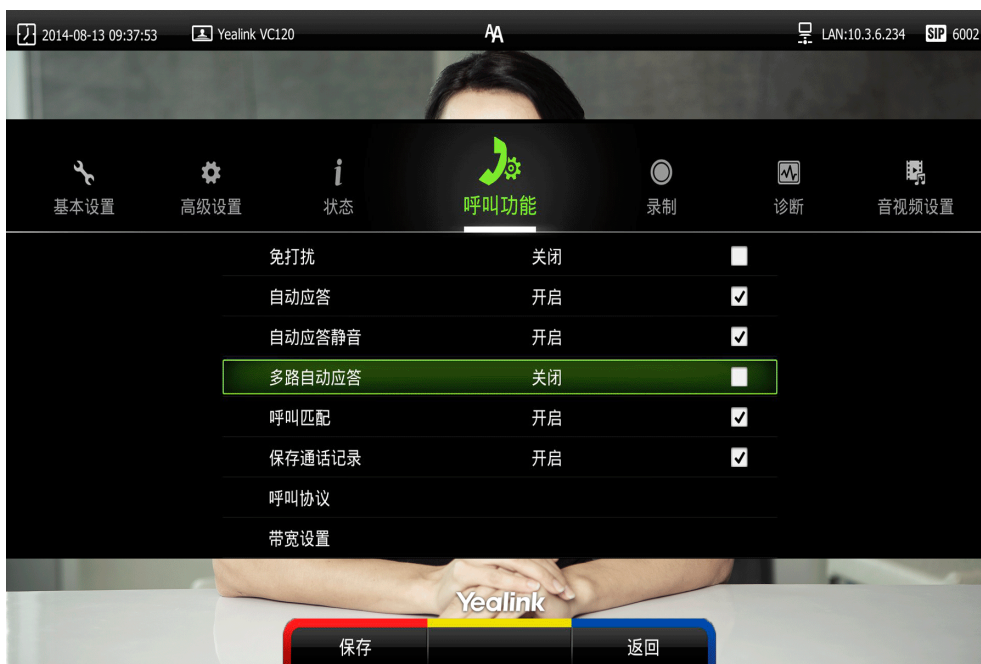 2014-08-13 09:37:53 Yealink VC120 AA LAN:10.3.6.234 SIP 6002
基本设置 高级设置 状态 呼叫功能 录制 诊断 音视频设置
免打扰 关闭
自动应答 开启
自动应答静音 开启
多路自动应答 关闭
呼叫匹配 开启
保存通话记录 开启
呼叫协议
带宽设置
Yealink
保存 返回